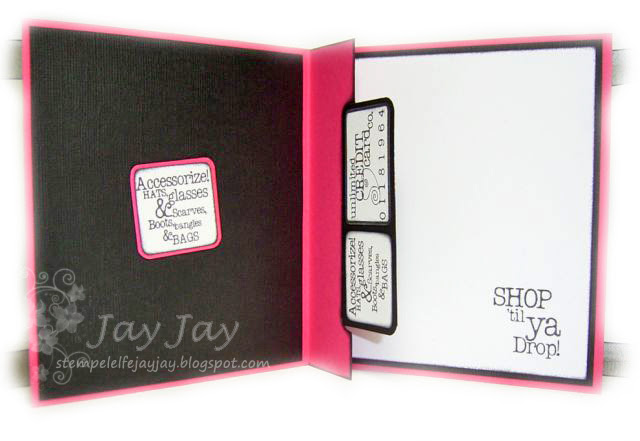 Accessorize!
HATS, glasses
& Scarves,
Boots, bangles
& BAGS
Jay Jay
stempelelfejayjay.blogspot.com
unlimited
CREDIT
card co.
01181964
Accessorize!
HATS, glasses
& Scarves,
Boots, bangles
& BAGS
SHOP
'til ya
Drop!